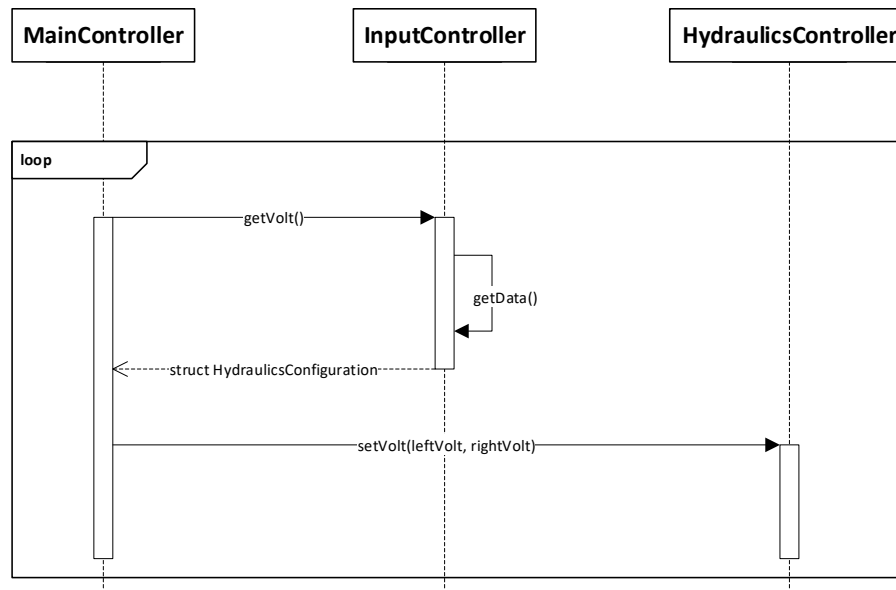 MainController
InputController
HydraulicsController
loop
getVolt()
getData()
struct HydraulicsConfiguration
setVolt(leftVolt, rightVolt)